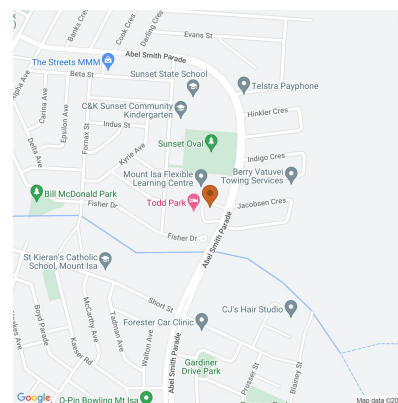 Banks Cres
Cook Cres
Darling Cres
Evans St
Abel Smith Parade
The Streets MMM
Beta St
Sunset State School
Telstra Payphone
Carina Ave
Epsilon Ave
C&K Sunset Community
Kindergarten
Hinkler Cres
Fornax St
Indus St
Delta Ave
Kyrie Ave
Sunset Oval
Indigo Cres
Mount Isa Flexible
Learning Centre
Berry Vatuvei
Towing Services
Bill McDonald Park
Todd Park
Jacobsen Cres
Fisher Dr
Fisher Dr
Abel Smith Parade
St Kieran's Catholic
School, Mount Isa
Short St
CJ's Hair Studio
Boyd Parade
McCarthy Ave
Tadman Ave
Forester Car Clinic
Kaeser Rd
Walton Ave
Abel Smith Parade
Gardiner
Drive Park
Prosser St
Blainey St
Google
Q-Pin Bowling Mt Isa
Map data ©20